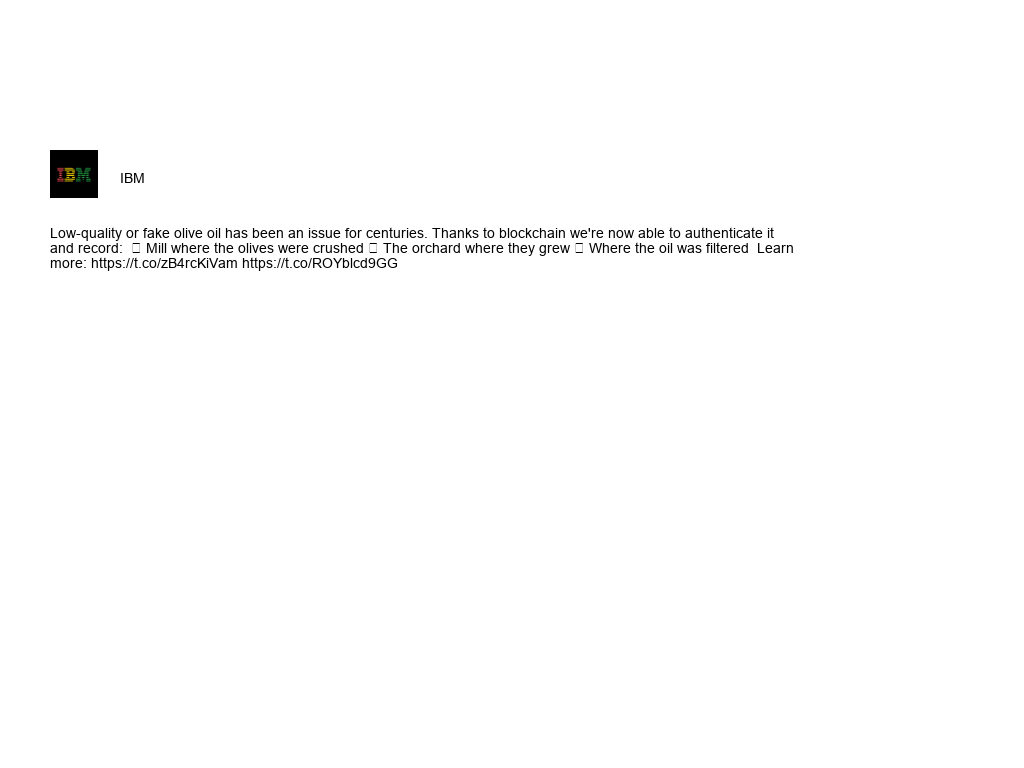 IBM
IBM
Low-quality or fake olive oil has been an issue for centuries. Thanks to blockchain we're now able to authenticate it
and record:  Mill where the olives were crushed  The orchard where they grew  Where the oil was filtered  Learn
more: https://t.co/zB4rcKiVam https://t.co/ROYblcd9GG